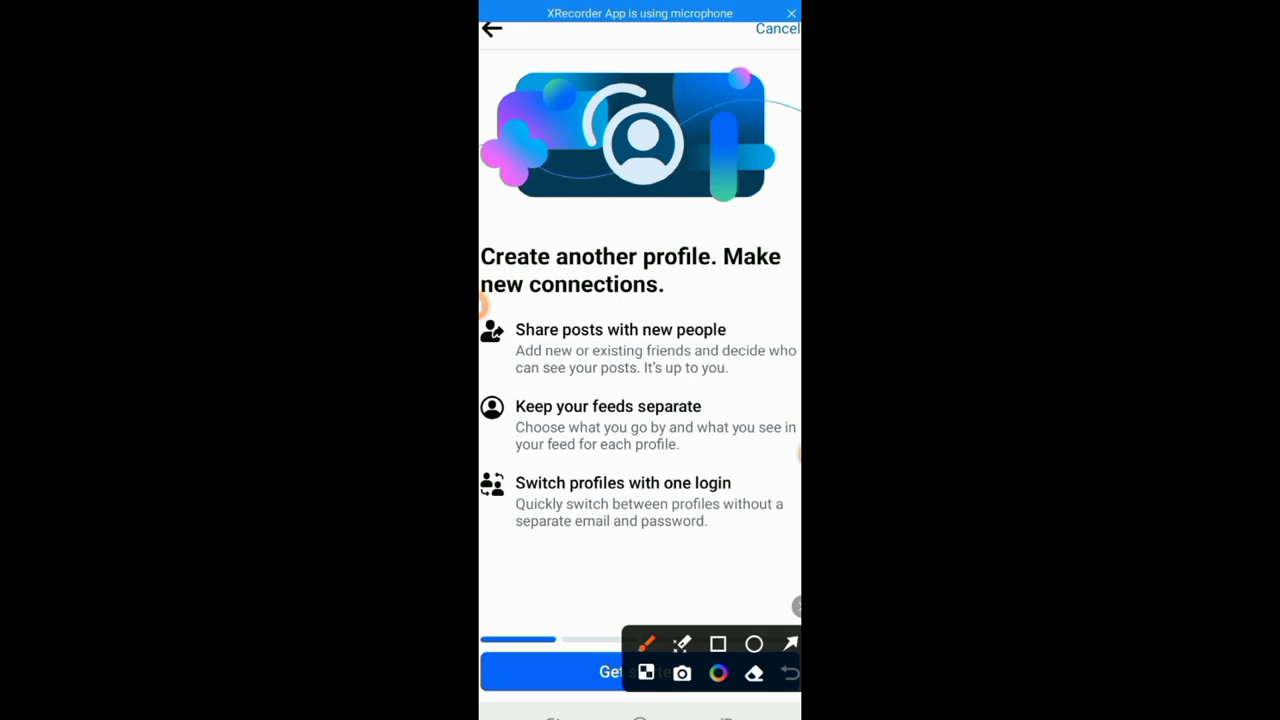 XRecorder App is using microphone
Cancel
Create another profile. Make
new connections.
Share posts with new people
Add new or existing friends and decide who
can see your posts. It's up to you.
Keep your feeds separate
Choose what you go by and what you see in
your feed for each profile.
Switch profiles with one login
Quickly switch between profiles without a
separate email and password.
Get